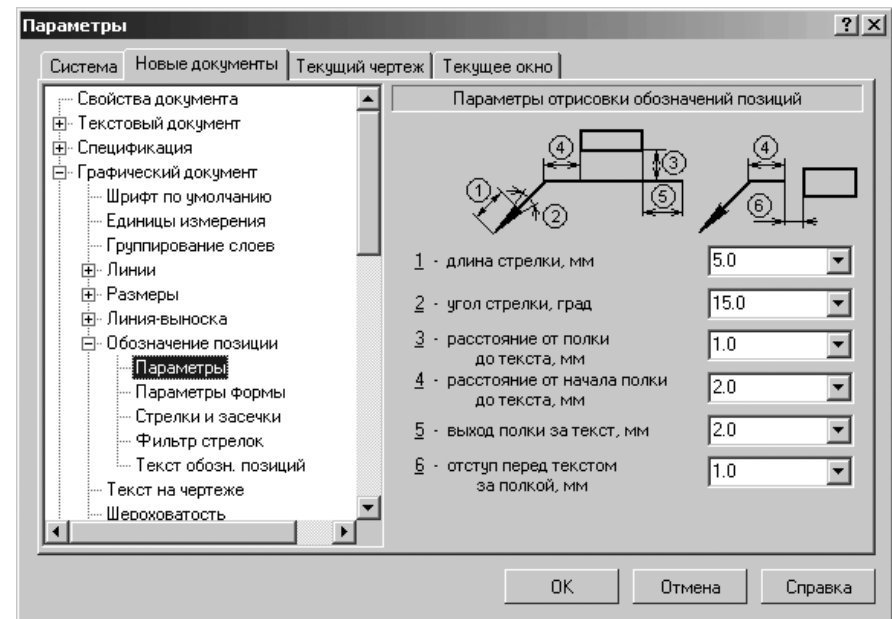 Параметры
Система Новые документы Текущий чертеж Текущее окно
Свойства документа
Текстовый документ
Спецификация
Графический документ
Шрифт по умолчанию
Единицы измерения
Группирование слоев
Линии
Размеры
Линия-выноска
Обозначение позиции
Параметры
Параметры формы
Стрелки и засечки
Фильтр стрелок
Текст обозн. позиций
Текст на чертеже
Шероховатость
Параметры отрисовки обозначений позиций
4 4
1 3
2 5 6
1 - длина стрелки, мм 5.0
2 - угол стрелки, град 15.0
3 - расстояние от полки
до текста, мм 1.0
4 - расстояние от начала полки
до текста, мм 2.0
5 - выход полки за текст, мм 2.0
6 - отступ перед текстом
за полкой, мм 1.0
OK Отмена Справка